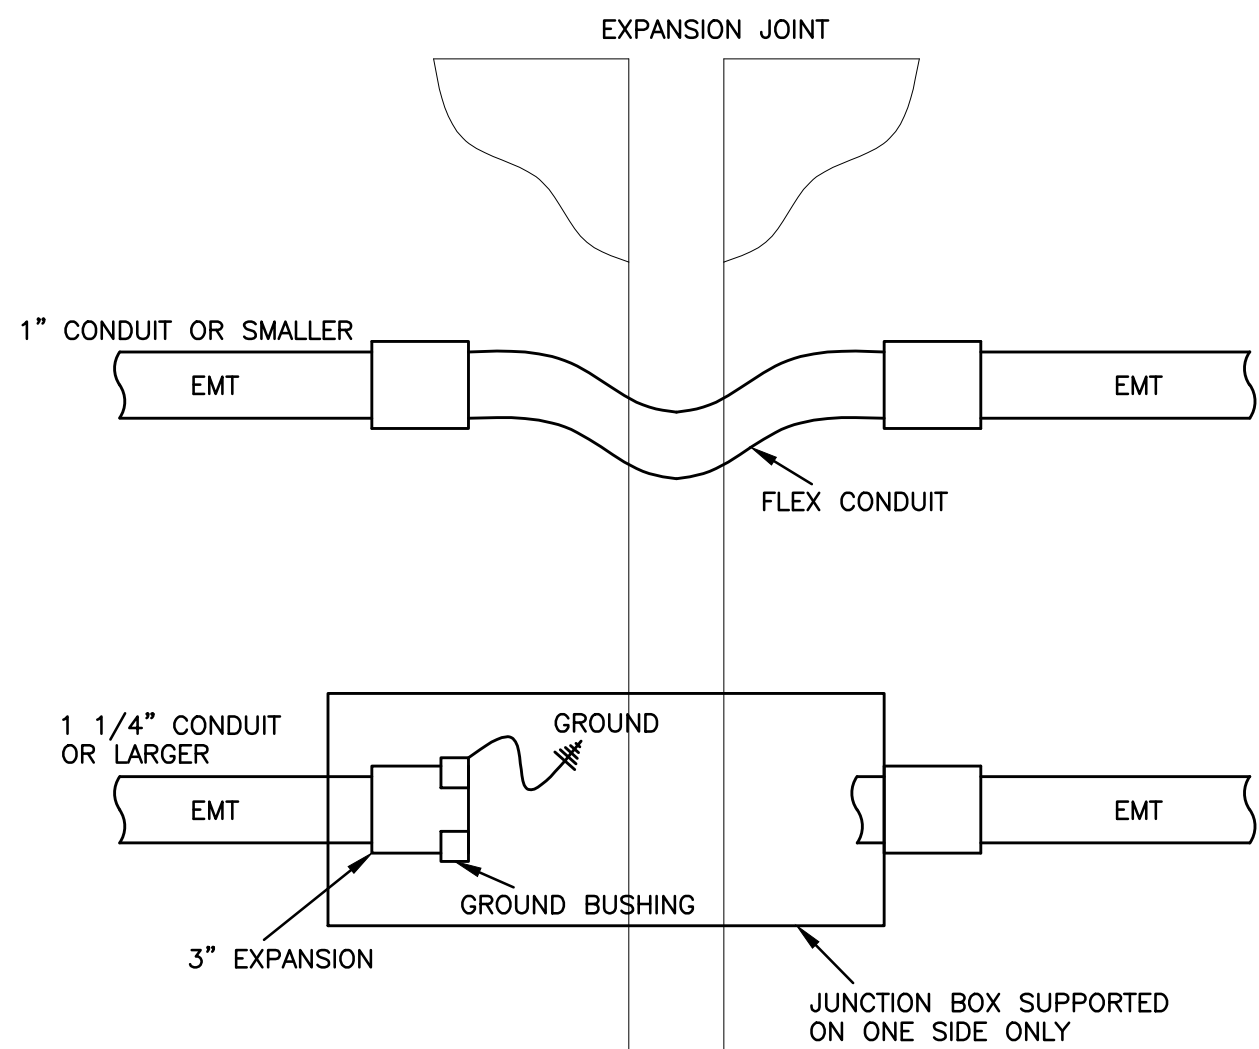 EXPANSION JOINT
1” CONDUIT OR SMALLER
EMT
EMT
FLEX CONDUIT
1 1/4” CONDUIT
OR LARGER
GROUND
EMT
EMT
GROUND BUSHING
3” EXPANSION
JUNCTION BOX SUPPORTED
ON ONE SIDE ONLY